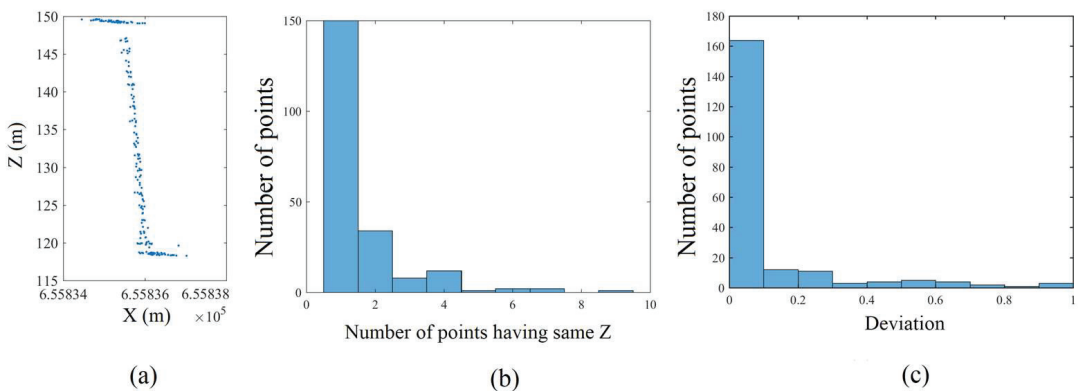 150
145
140
135
130
125
120
115
Z (m)
6.55834 6.55836 6.55838
X (m) ×10⁵
(a)
150
100
50
0
Number of points
0 2 4 6 8 10
Number of points having same Z
(b)
180
160
140
120
100
80
60
40
20
0
Number of points
0 0.2 0.4 0.6 0.8 1
Deviation
(c)